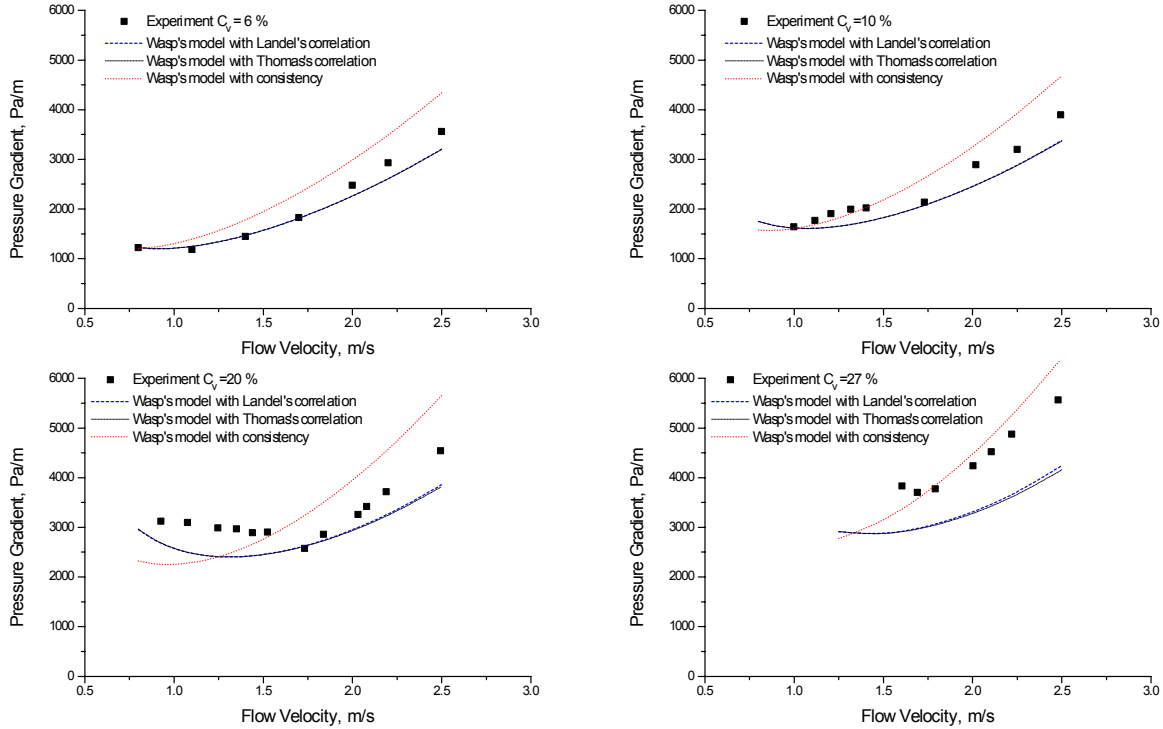 6000
5000
4000
3000
2000
1000
0
Pressure Gradient, Pa/m
Experiment Cv = 6 %
Wasp's model with Landel's correlation
Wasp's model with Thomas's correlation
Wasp's model with consistency
0.5 1.0 1.5 2.0 2.5 3.0
Flow Velocity, m/s
6000
5000
4000
3000
2000
1000
0
Pressure Gradient, Pa/m
Experiment Cv =10 %
Wasp's model with Landel's correlation
Wasp's model with Thomas's correlation
Wasp's model with consistency
0.5 1.0 1.5 2.0 2.5 3.0
Flow Velocity, m/s
6000
5000
4000
3000
2000
1000
0
Pressure Gradient, Pa/m
Experiment Cv =20 %
Wasp's model with Landel's correlation
Wasp's model with Thomas's correlation
Wasp's model with consistency
0.5 1.0 1.5 2.0 2.5 3.0
Flow Velocity, m/s
6000
5000
4000
3000
2000
1000
0
Pressure Gradient, Pa/m
Experiment Cv =27 %
Wasp's model with Landel's correlation
Wasp's model with Thomas's correlation
Wasp's model with consistency
0.5 1.0 1.5 2.0 2.5 3.0
Flow Velocity, m/s